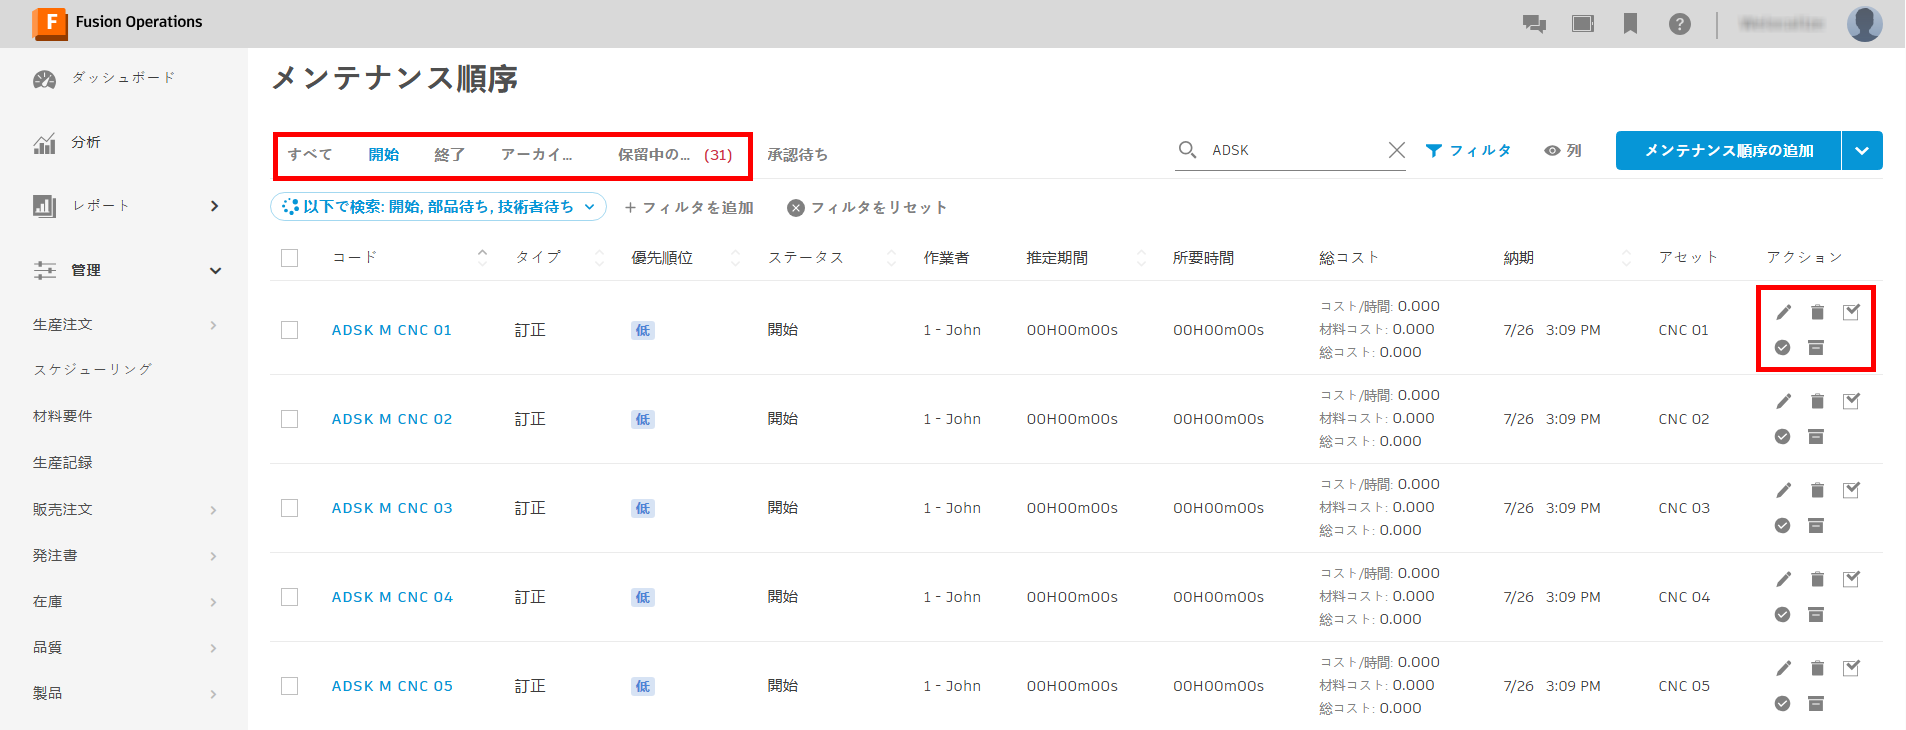 Fusion Operations
ダッシュボード
分析
レポート
管理
生産注文
スケジューリング
材料要件
生産記録
販売注文
発注書
在庫
品質
製品
メンテナンス順序
すべて 開始 終了 アーカイ... 保留中の... (31) 承認待ち
ADSK フィルタ 列 メンテナンス順序の追加
以下で検索: 開始, 部品待ち, 技術者待ち + フィルタを追加 フィルタをリセット
コード タイプ 優先順位 ステータス 作業者 推定期間 所要時間 総コスト 納期 アセット アクション
コスト/時間: 0.000
ADSK M CNC 01 訂正 低 開始 1 - John 00H00m00s 00H00m00s 材料コスト: 0.000 7/26 3:09 PM CNC 01
総コスト: 0.000
コスト/時間: 0.000
ADSK M CNC 02 訂正 低 開始 1 - John 00H00m00s 00H00m00s 材料コスト: 0.000 7/26 3:09 PM CNC 02
総コスト: 0.000
コスト/時間: 0.000
ADSK M CNC 03 訂正 低 開始 1 - John 00H00m00s 00H00m00s 材料コスト: 0.000 7/26 3:09 PM CNC 03
総コスト: 0.000
コスト/時間: 0.000
ADSK M CNC 04 訂正 低 開始 1 - John 00H00m00s 00H00m00s 材料コスト: 0.000 7/26 3:09 PM CNC 04
総コスト: 0.000
コスト/時間: 0.000
ADSK M CNC 05 訂正 低 開始 1 - John 00H00m00s 00H00m00s 材料コスト: 0.000 7/26 3:09 PM CNC 05
総コスト: 0.000